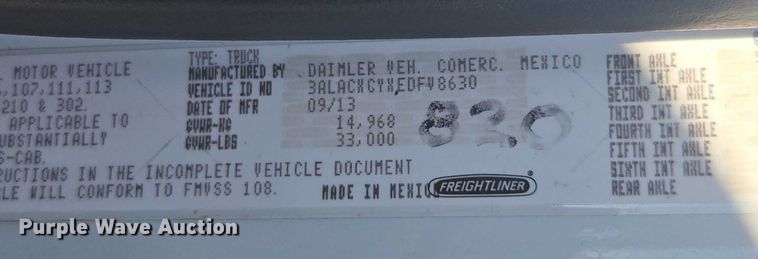 TYPE: TRUCK
MOTOR VEHICLE
MANUFACTURED BY DAIMLER VEH. COMERC. MEXICO
,107,111,113
VEHICLE ID NO 3ALACXCYXEDFV8630
210 & 302.
DATE OF MFR 09/13
APPLICABLE TO
GVWR-KG 14,968
UBSTANTIALLY
GVWR-LBS 33,000
S-CAB.
820
UCTIONS IN THE INCOMPLETE VEHICLE DOCUMENT
CLE WILL CONFORM TO FMVSS 108.
MADE IN MEXICO
FREIGHTLINER
FRONT AXLE
FIRST INT AXLE
SECOND INT AXLE
THIRD INT AXLE
FOURTH INT AXLE
FIFTH INT AXLE
SIXTH INT AXLE
REAR AXLE
Purple Wave Auction